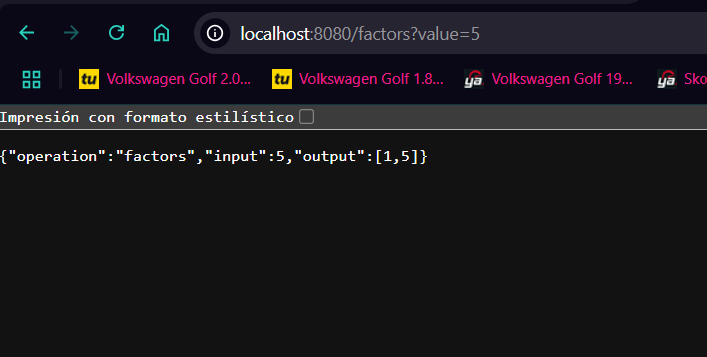 localhost:8080/factors?value=5
tu Volkswagen Golf 2.0... tu Volkswagen Golf 1.8... ya Volkswagen Golf 19... ya Sko
Impresión con formato estilístico
{"operation":"factors","input":5,"output":[1,5]}